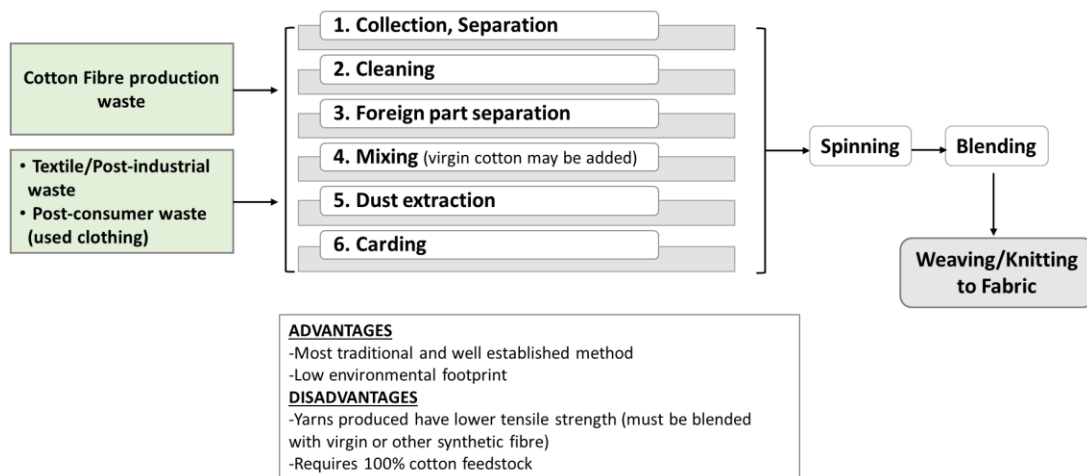 Cotton Fibre production
waste
• Textile/Post-industrial
waste
• Post-consumer waste
(used clothing)
1. Collection, Separation
2. Cleaning
3. Foreign part separation
4. Mixing (virgin cotton may be added)
5. Dust extraction
6. Carding
Spinning
Blending
Weaving/Knitting
to Fabric
ADVANTAGES
-Most traditional and well established method
-Low environmental footprint
DISADVANTAGES
-Yarns produced have lower tensile strength (must be blended
with virgin or other synthetic fibre)
-Requires 100% cotton feedstock